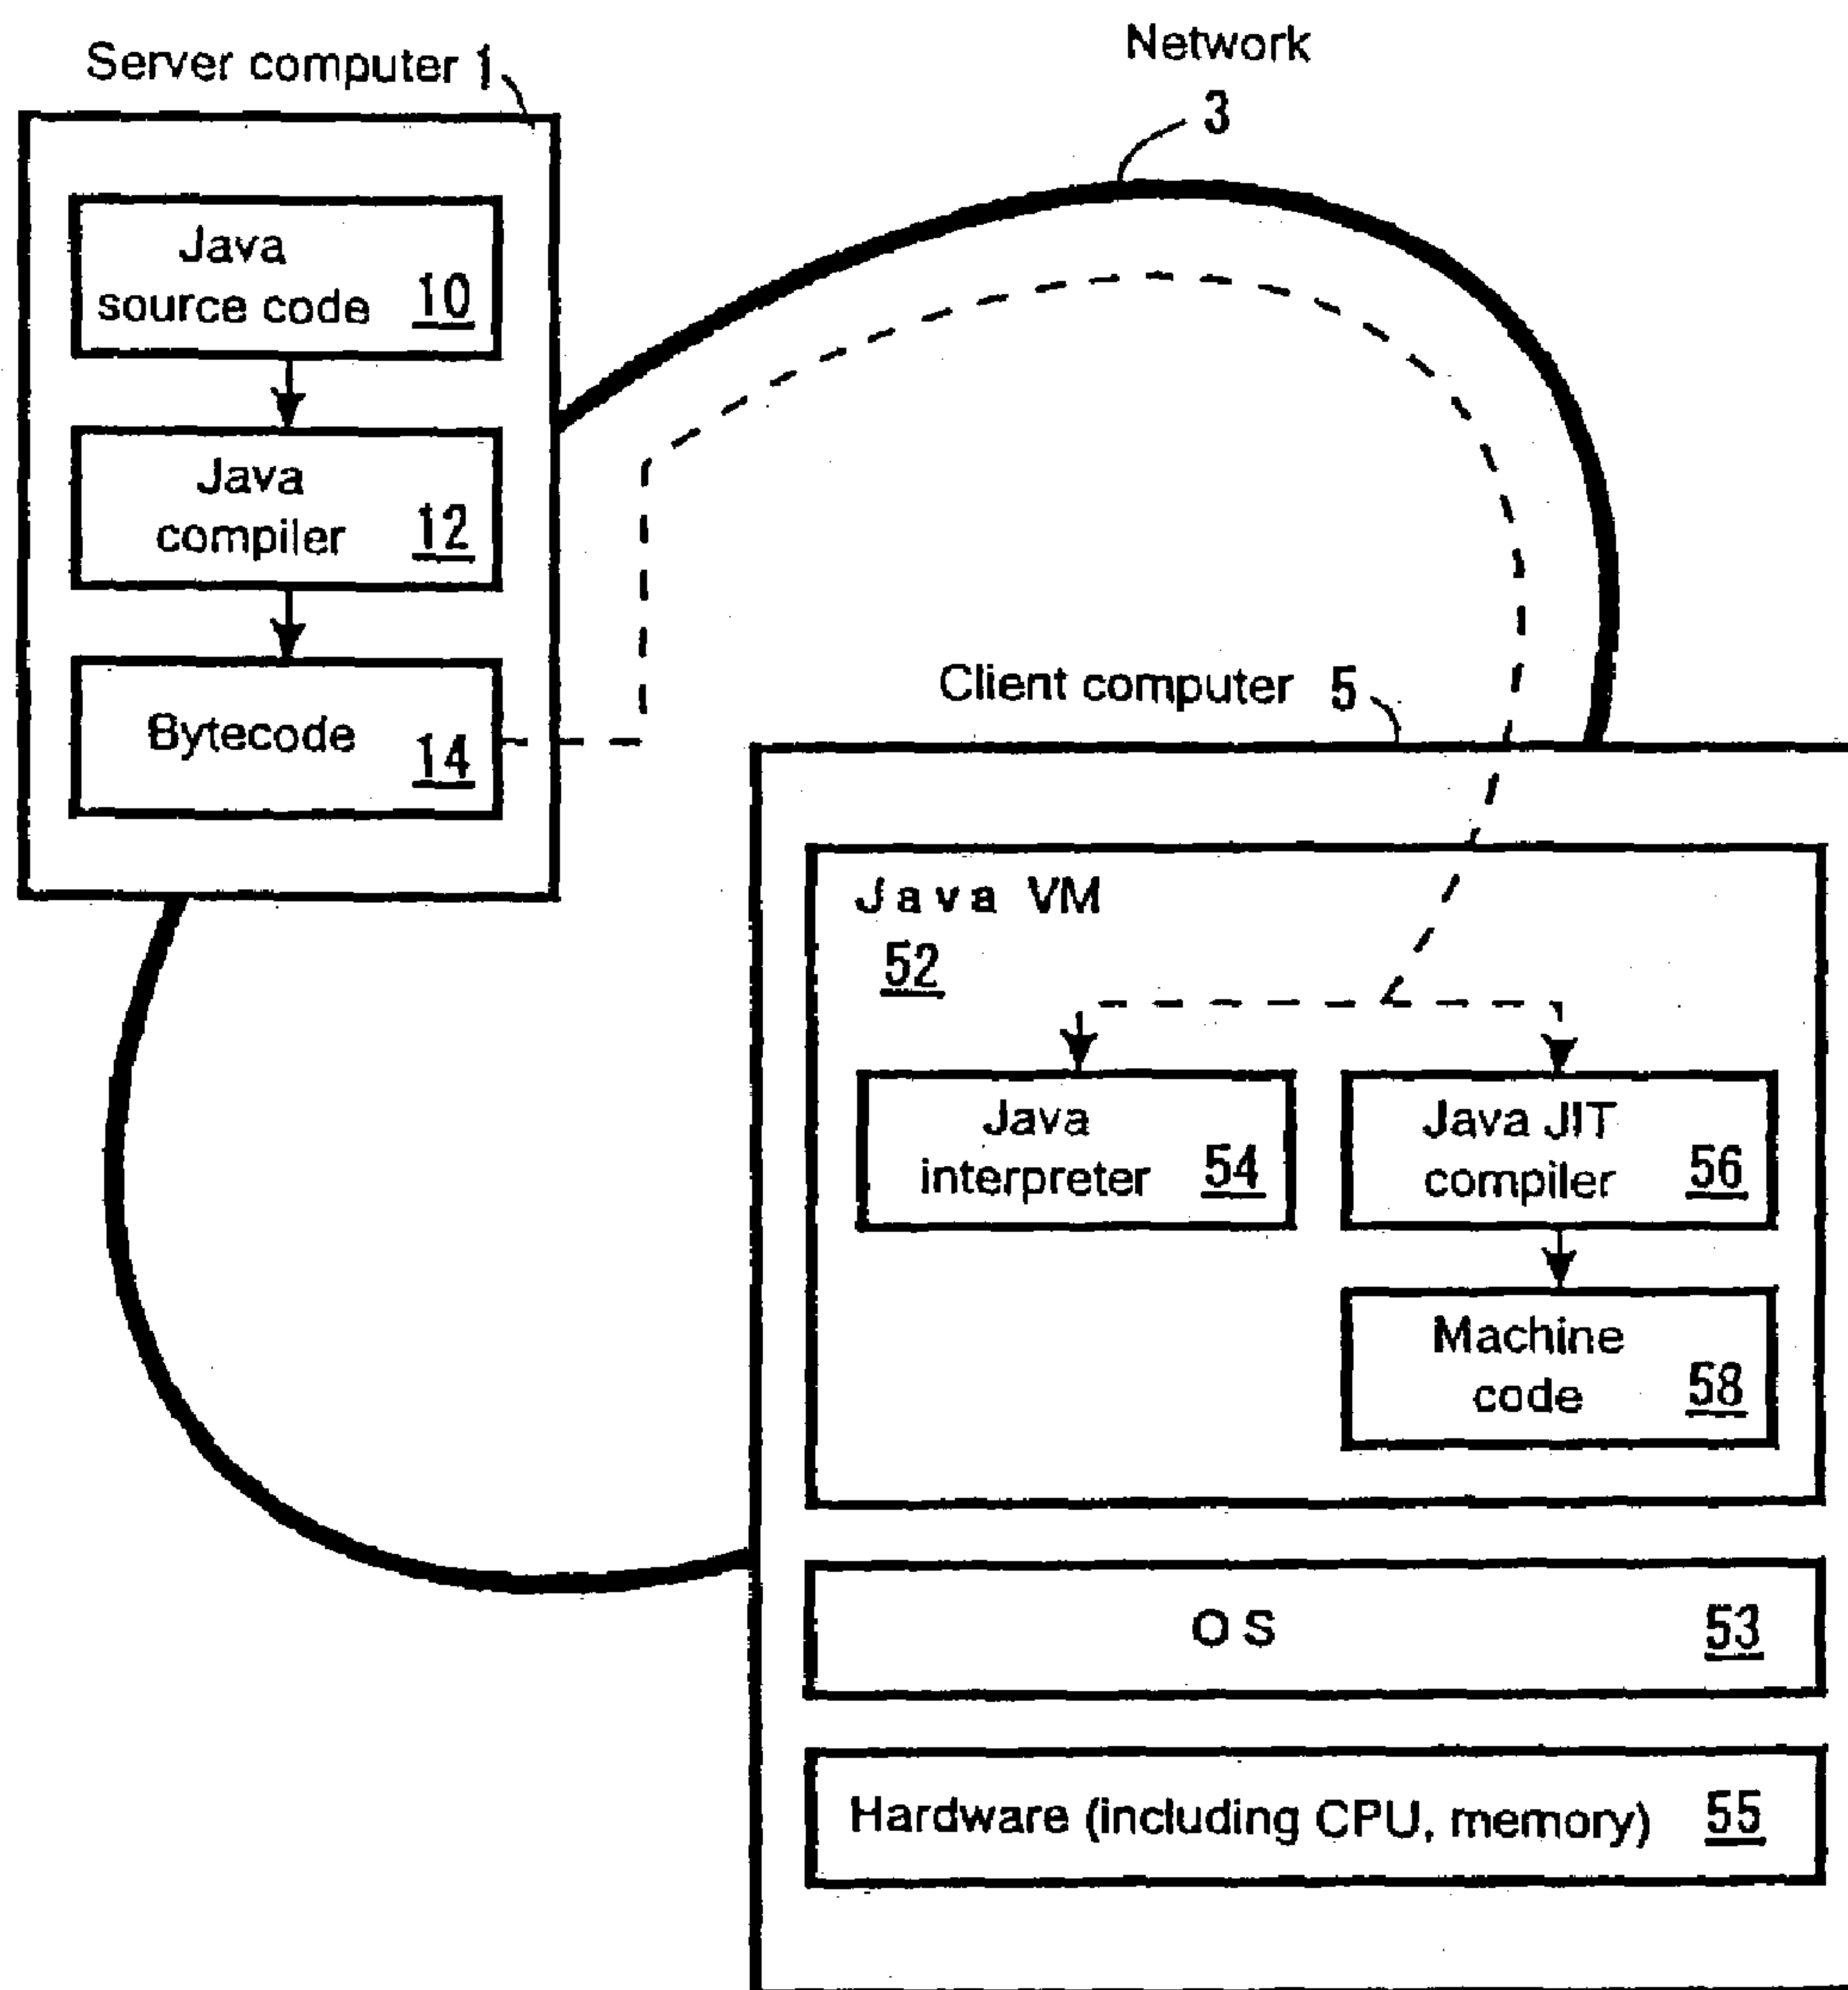 Server computer 1
Network
3
Java
source code 10
Java
compiler 12
Bytecode 14
Client computer 5
Java VM
52
Java
interpreter 54
Java JIT
compiler 56
Machine
code 58
OS 53
Hardware (including CPU, memory) 55